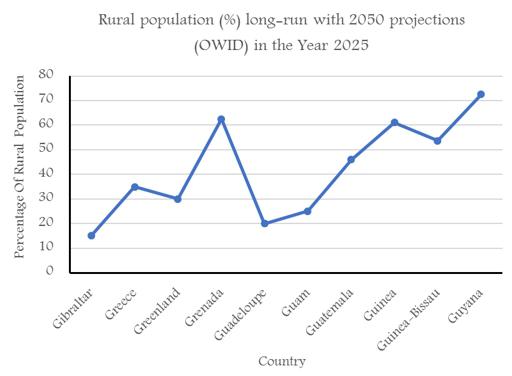 Rural population (%) long-run with 2050 projections
(OWID) in the Year 2025
Percentage Of Rural Population
80
70
60
50
40
30
20
10
0
Gibraltar
Greece
Greenland
Grenada
Guadeloupe
Guam
Guatemala
Guinea
Guinea-Bissau
Guyana
Country